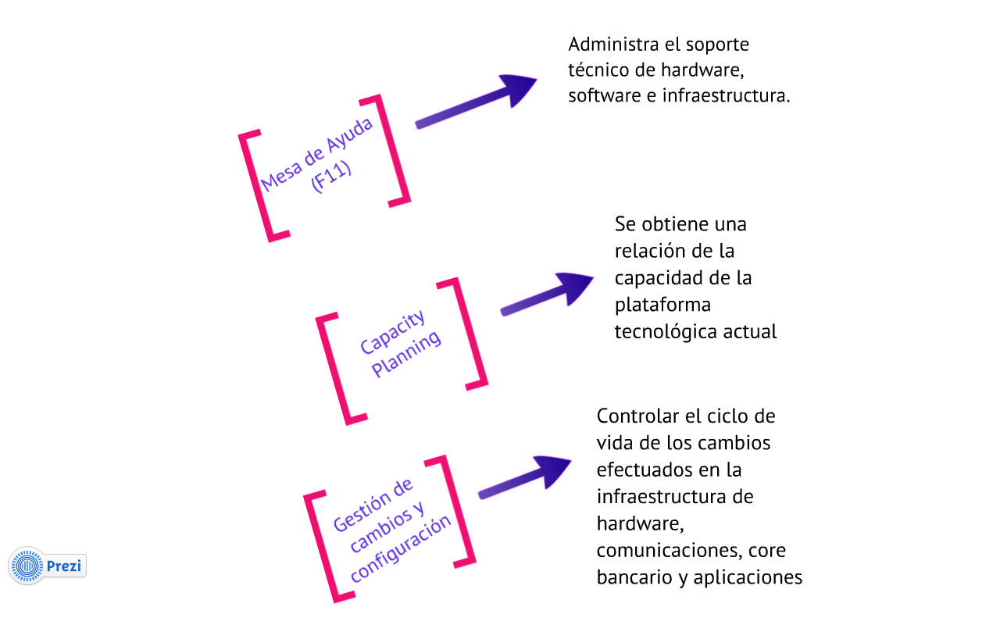 Mesa de Ayuda
(F11)
Administra el soporte
técnico de hardware,
software e infraestructura.
Capacity
Planning
Se obtiene una
relación de la
capacidad de la
plataforma
tecnológica actual
Gestión de
cambios y
configuración
Controlar el ciclo de
vida de los cambios
efectuados en la
infraestructura de
hardware,
comunicaciones, core
bancario y aplicaciones
Prezi